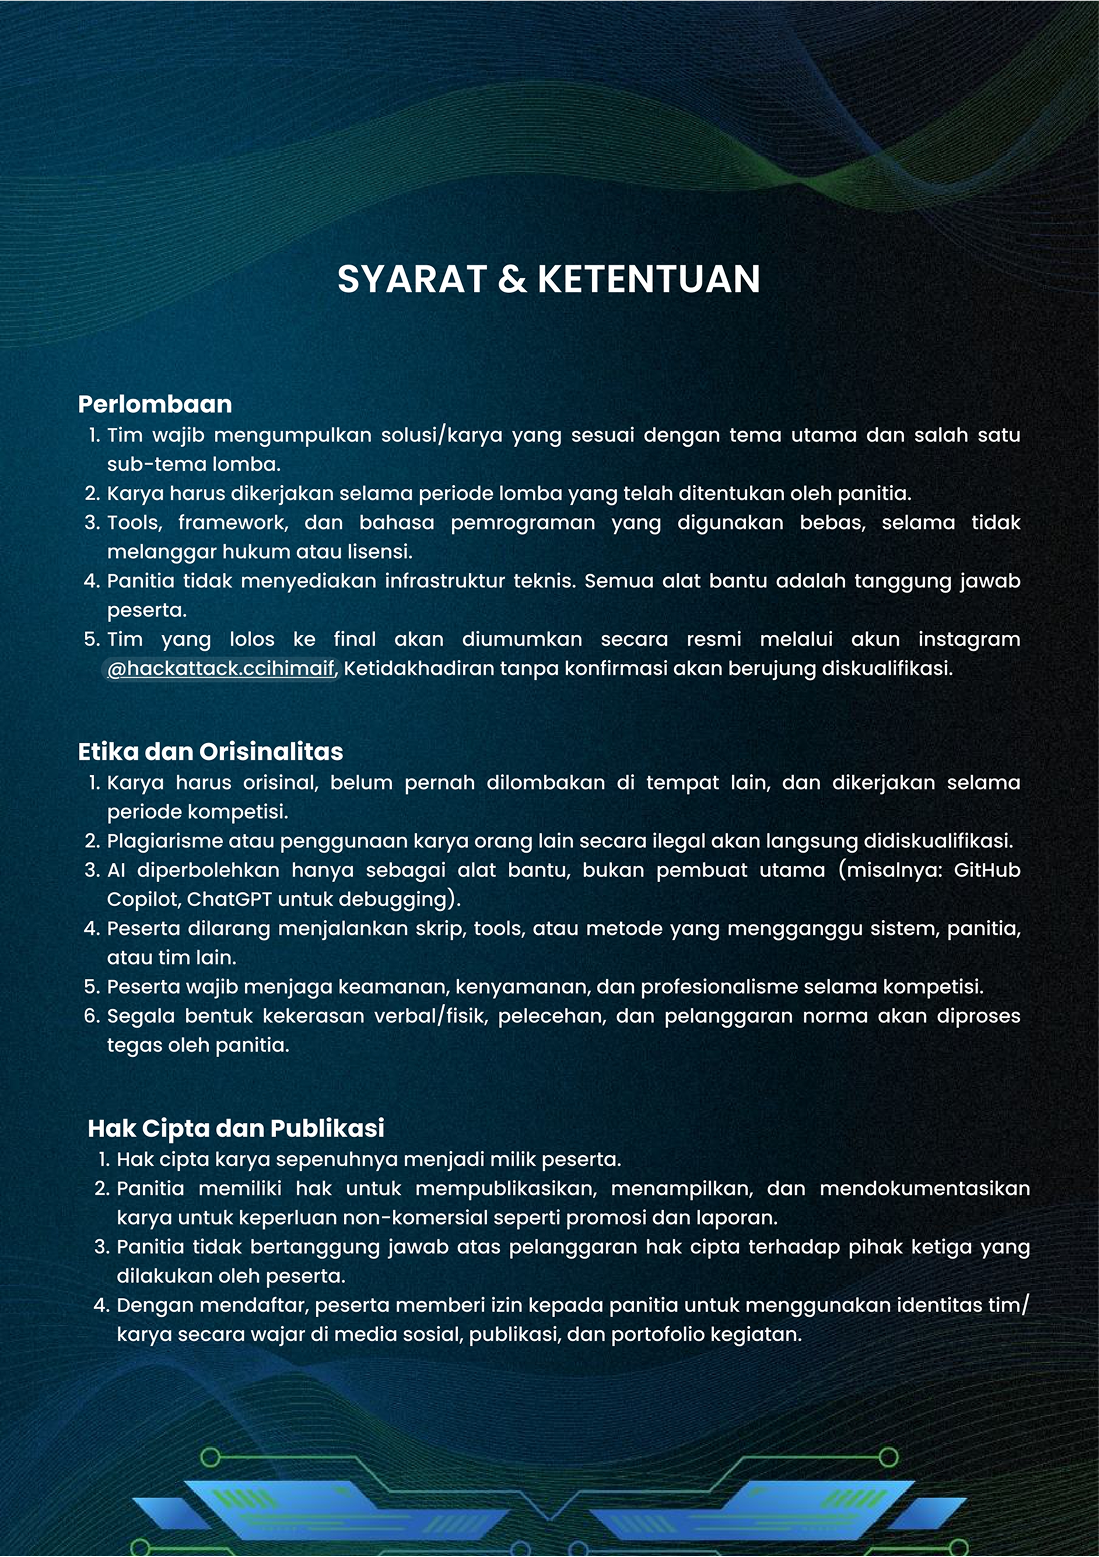 SYARAT & KETENTUAN
Perlombaan
1. Tim wajib mengumpulkan solusi/karya yang sesuai dengan tema utama dan salah satu
sub-tema lomba.
2. Karya harus dikerjakan selama periode lomba yang telah ditentukan oleh panitia.
3. Tools, framework, dan bahasa pemrograman yang digunakan bebas, selama tidak
melanggar hukum atau lisensi.
4. Panitia tidak menyediakan infrastruktur teknis. Semua alat bantu adalah tanggung jawab
peserta.
5. Tim yang lolos ke final akan diumumkan secara resmi melalui akun instagram
@hackattack.ccihimaif, Ketidakhadiran tanpa konfirmasi akan berujung diskualifikasi.
Etika dan Orisinalitas
1. Karya harus orisinal, belum pernah dilombakan di tempat lain, dan dikerjakan selama
periode kompetisi.
2. Plagiarisme atau penggunaan karya orang lain secara ilegal akan langsung didiskualifikasi.
3. AI diperbolehkan hanya sebagai alat bantu, bukan pembuat utama (misalnya: GitHub
Copilot, ChatGPT untuk debugging).
4. Peserta dilarang menjalankan skrip, tools, atau metode yang mengganggu sistem, panitia,
atau tim lain.
5. Peserta wajib menjaga keamanan, kenyamanan, dan profesionalisme selama kompetisi.
6. Segala bentuk kekerasan verbal/fisik, pelecehan, dan pelanggaran norma akan diproses
tegas oleh panitia.
Hak Cipta dan Publikasi
1. Hak cipta karya sepenuhnya menjadi milik peserta.
2. Panitia memiliki hak untuk mempublikasikan, menampilkan, dan mendokumentasikan
karya untuk keperluan non-komersial seperti promosi dan laporan.
3. Panitia tidak bertanggung jawab atas pelanggaran hak cipta terhadap pihak ketiga yang
dilakukan oleh peserta.
4. Dengan mendaftar, peserta memberi izin kepada panitia untuk menggunakan identitas tim/
karya secara wajar di media sosial, publikasi, dan portofolio kegiatan.